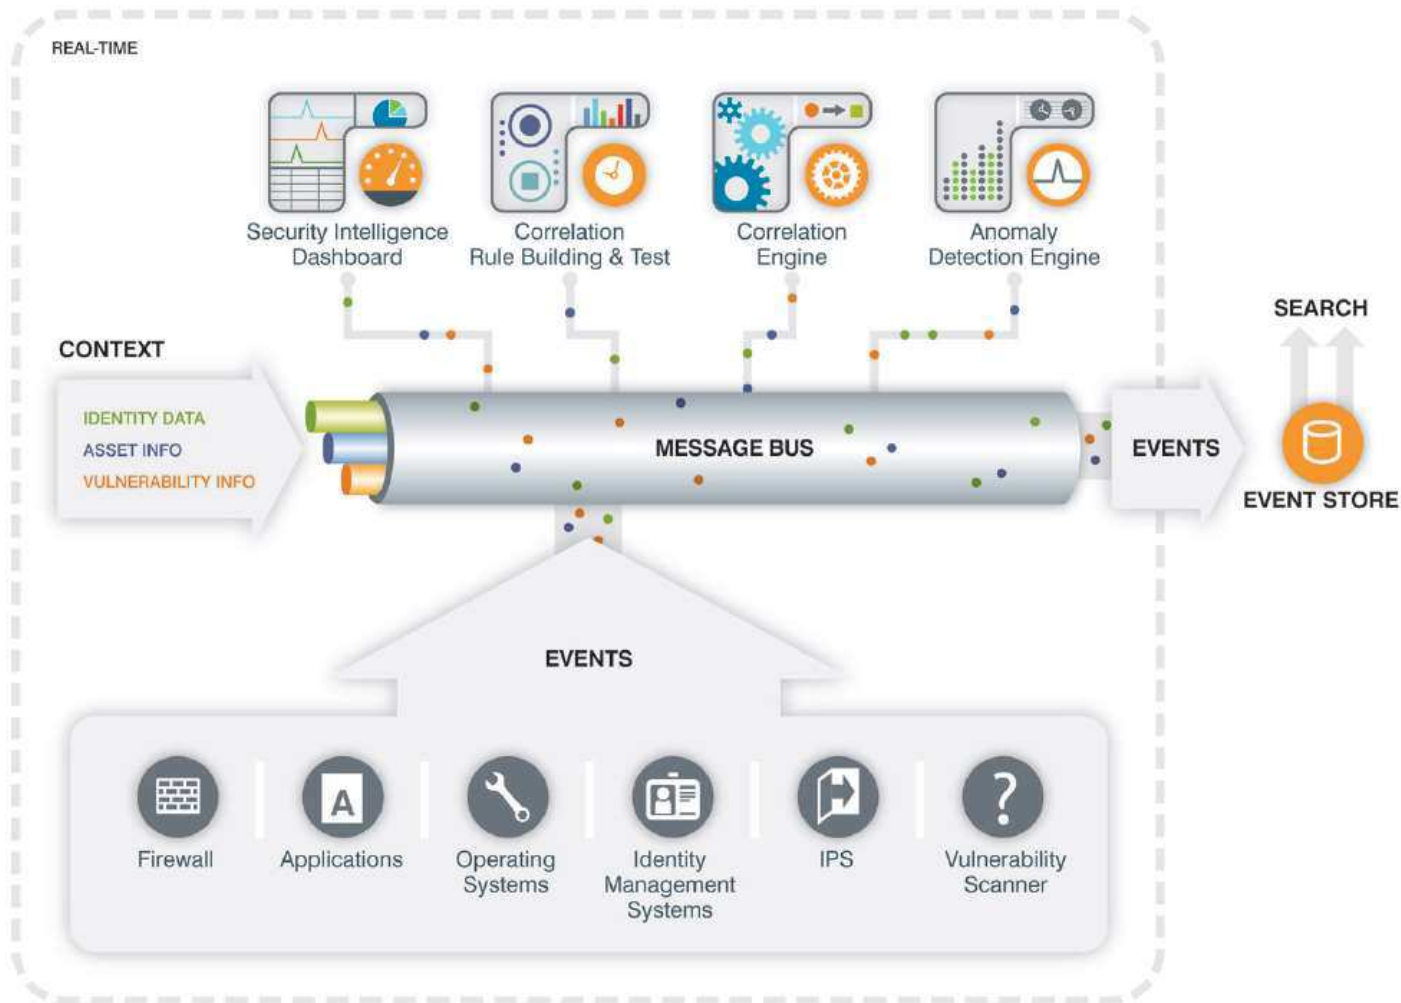 REAL-TIME
Security Intelligence
Dashboard
Correlation
Rule Building & Test
Correlation
Engine
Anomaly
Detection Engine
CONTEXT
IDENTITY DATA
ASSET INFO
VULNERABILITY INFO
MESSAGE BUS
EVENTS
SEARCH
EVENT STORE
EVENTS
A
Firewall
Applications
Operating
Systems
Identity
Management
Systems
IPS
?
Vulnerability
Scanner